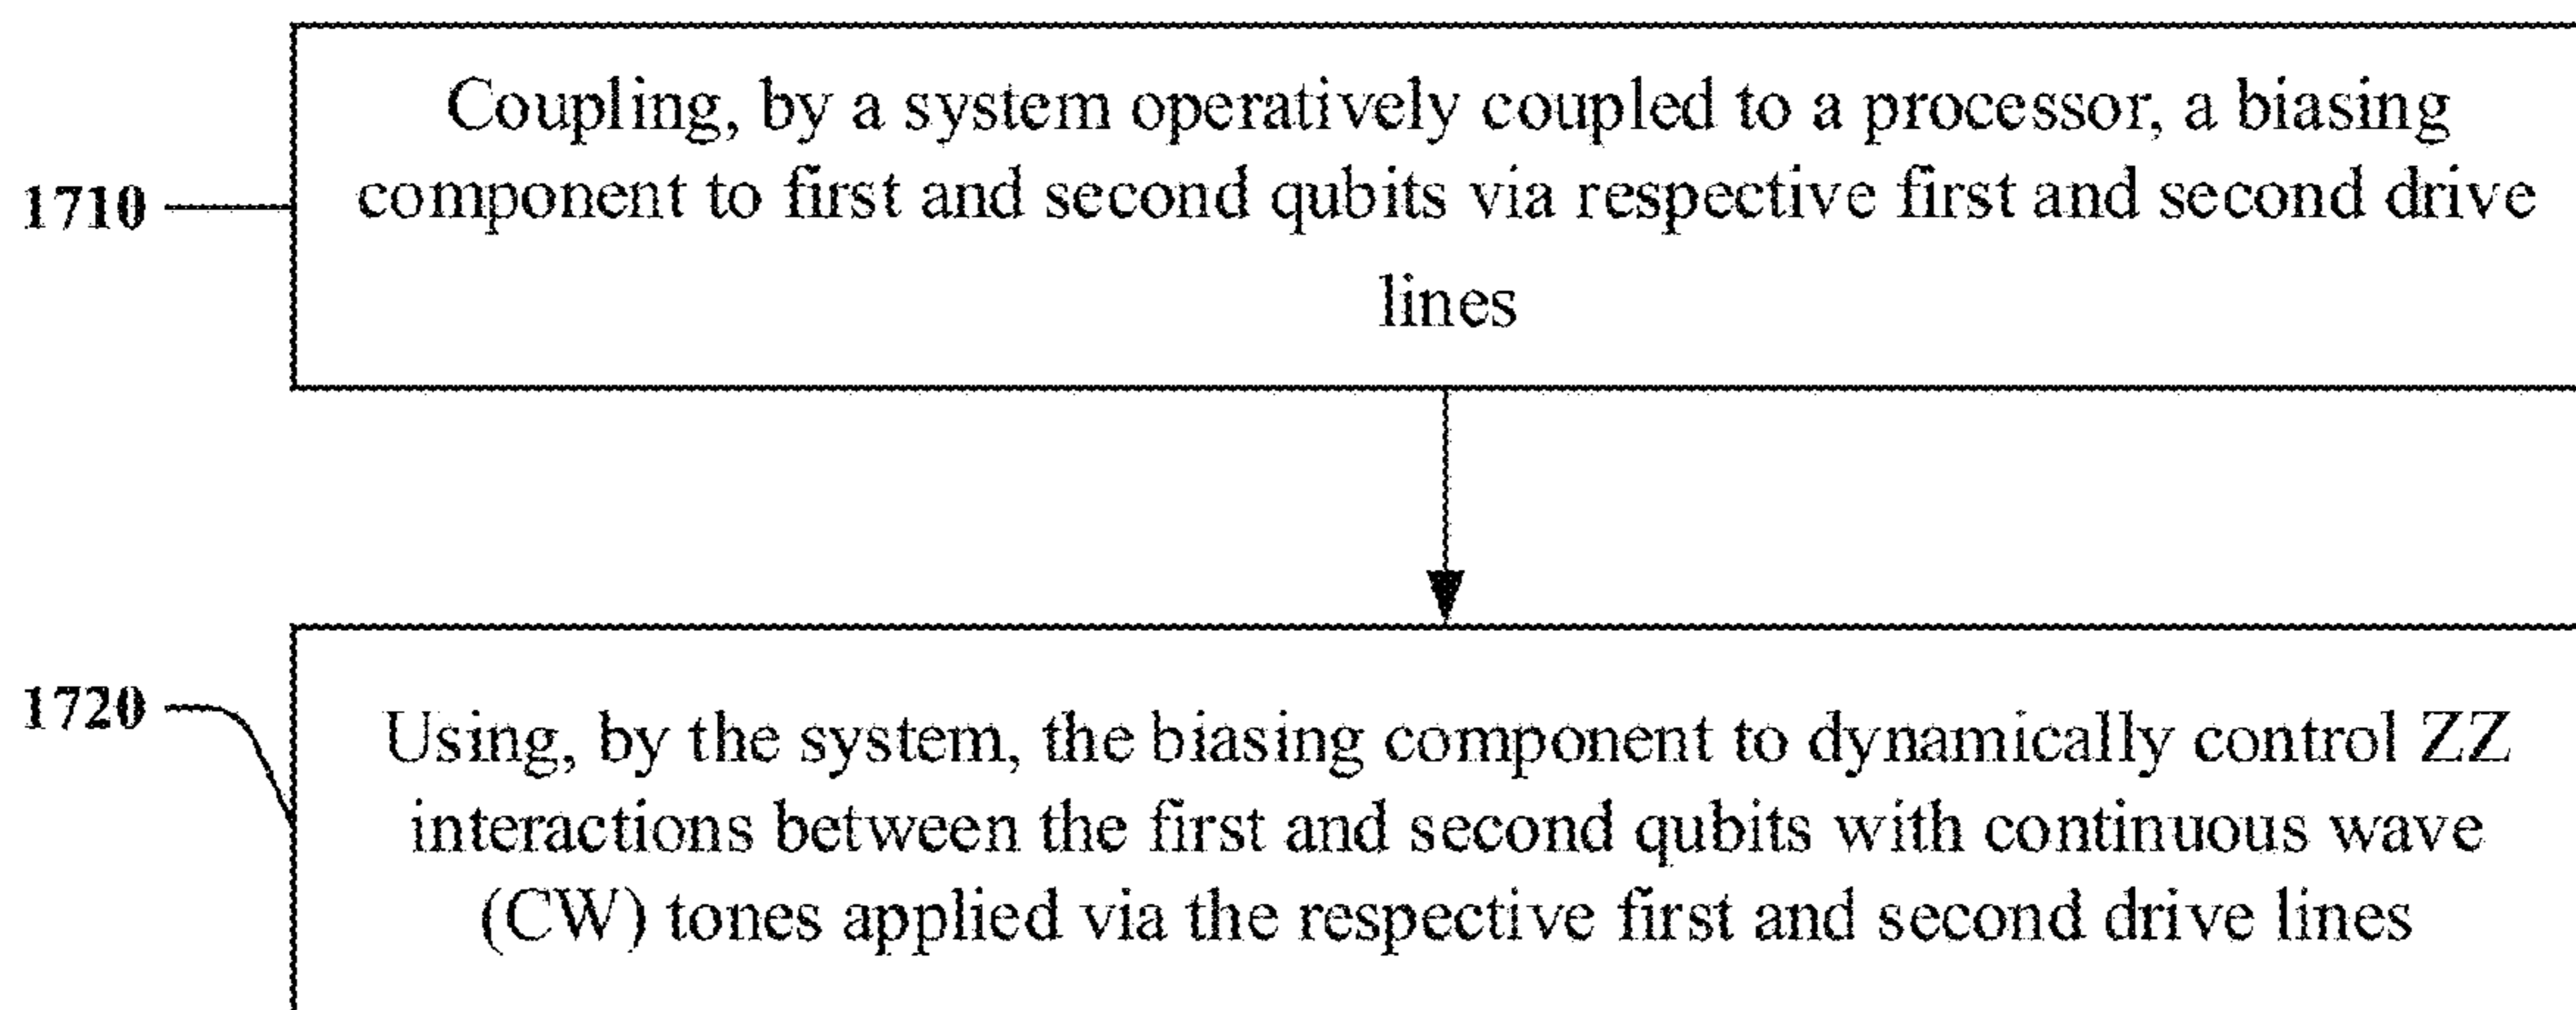 Coupling, by a system operatively coupled to a processor, a biasing
1710 component to first and second qubits via respective first and second drive
lines
1720 Using, by the system, the biasing component to dynamically control ZZ
interactions between the first and second qubits with continuous wave
(CW) tones applied via the respective first and second drive lines